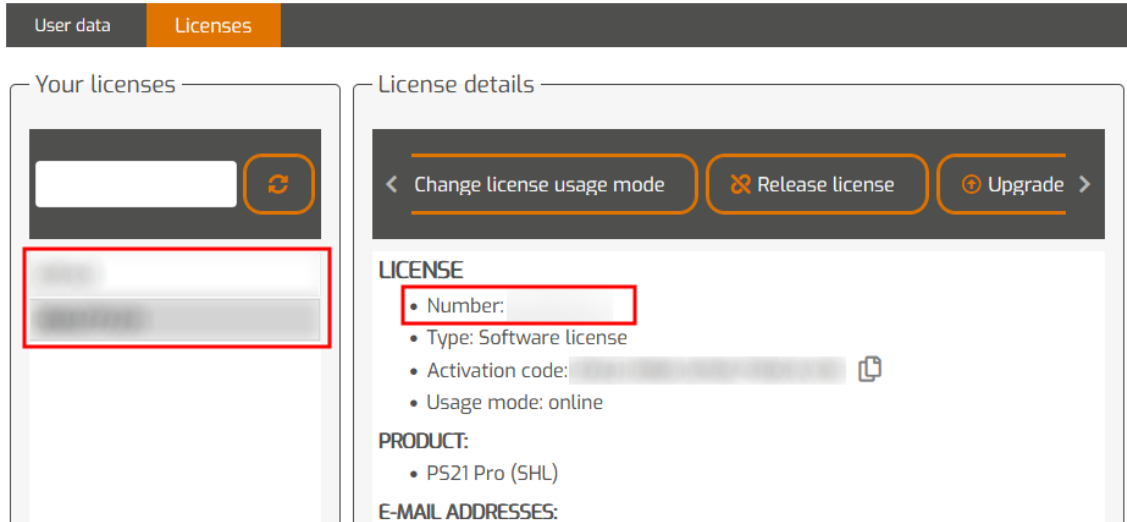 User data
Licenses
Your licenses
License details
Change license usage mode
Release license
Upgrade
LICENSE
• Number:
• Type: Software license
• Activation code:
• Usage mode: online
PRODUCT:
• PS21 Pro (SHL)
E-MAIL ADDRESSES: